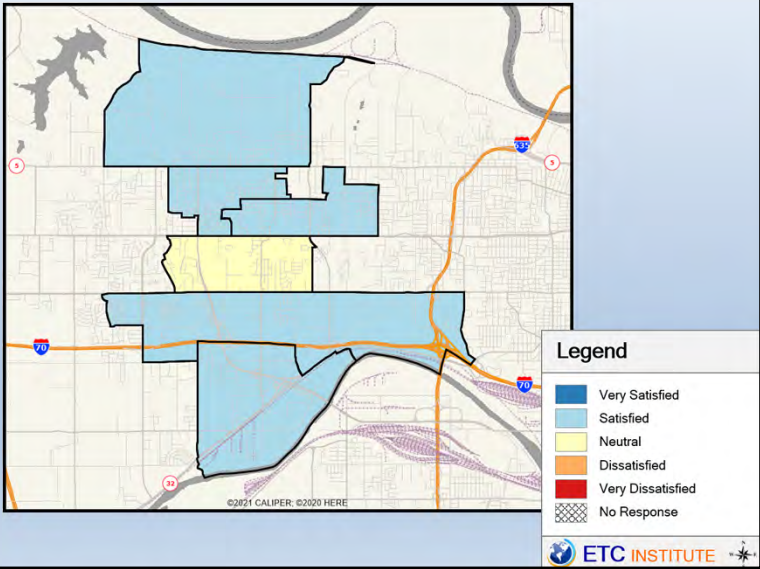 635
5
5
70
70
32
©2021 CALIPER; ©2020 HERE
Legend
Very Satisfied
Satisfied
Neutral
Dissatisfied
Very Dissatisfied
No Response
ETC INSTITUTE